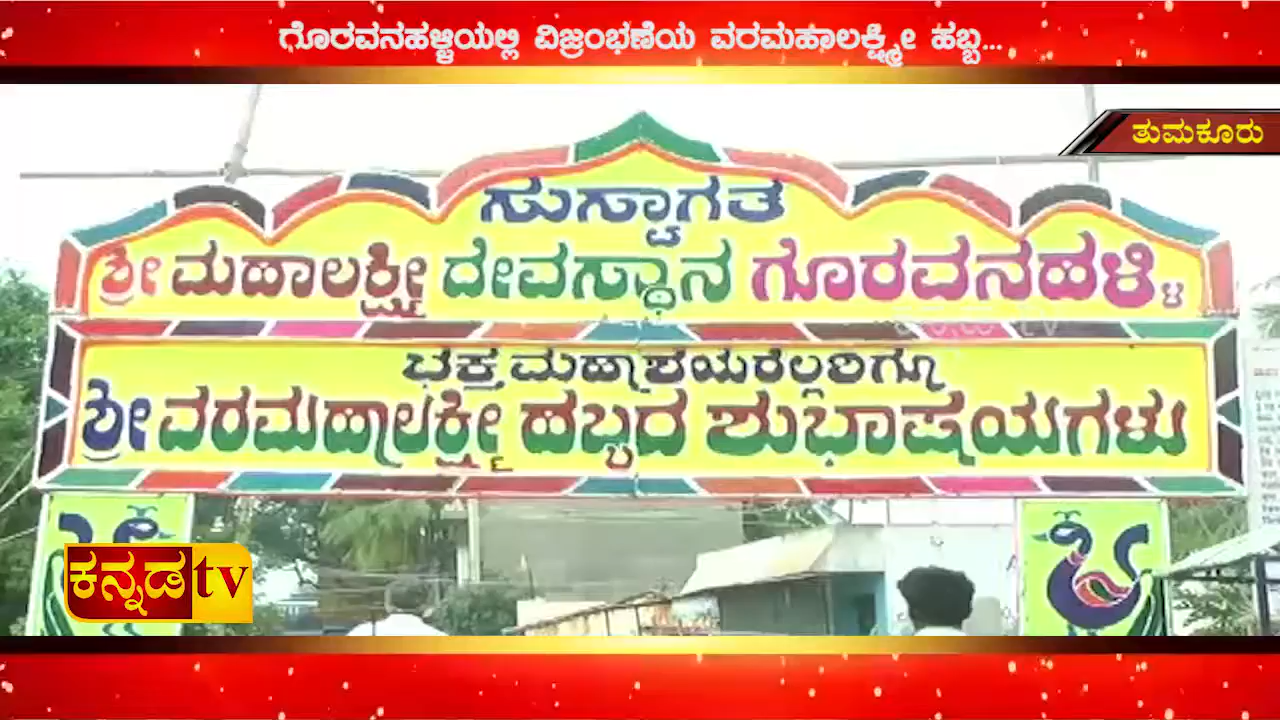 ಗೊರವನಹಳ್ಳಿಯಲ್ಲಿ ವಿಜ್ರಂಭಣೆಯ ವರಮಹಾಲಕ್ಷ್ಮೀ ಹಬ್ಬ...
ತುಮಕೂರು
ಸುಸ್ವಾಗತ
ಶ್ರೀ ಮಹಾಲಕ್ಷ್ಮೀ ದೇವಸ್ಥಾನ ಗೊರವನಹಳ್ಳಿ
ಭಕ್ತ ಮಹಾಶಯರೆಲ್ಲರಿಗೂ
ಶ್ರೀ ವರಮಹಾಲಕ್ಷ್ಮೀ ಹಬ್ಬದ ಶುಭಾಷಯಗಳು
ಕನ್ನಡ tv